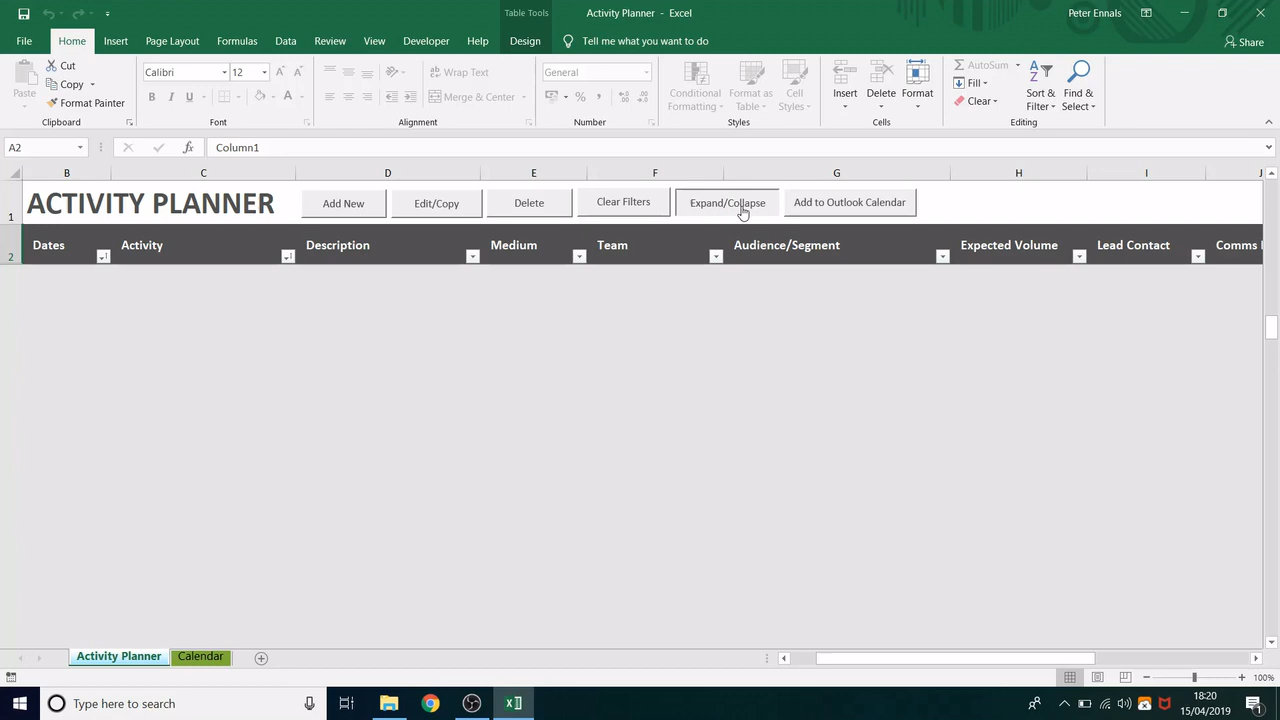 Table Tools
Activity Planner - Excel
Peter Ennals
File
Home
Insert
Page Layout
Formulas
Data
Review
View
Developer
Help
Design
Tell me what you want to do
Share
Paste
Cut
Copy
Format Painter
Clipboard
Calibri
12
B I U
Font
Wrap Text
Merge & Center
Alignment
General
Number
Conditional Formatting
Format as Table
Cell Styles
Styles
Insert
Delete
Format
Cells
AutoSum
Fill
Clear
Sort & Filter
Find & Select
Editing
A2
fx
Column1
B C D E F G H I J
1
ACTIVITY PLANNER
Add New
Edit/Copy
Delete
Clear Filters
Expand/Collapse
Add to Outlook Calendar
2
Dates
Activity
Description
Medium
Team
Audience/Segment
Expected Volume
Lead Contact
Comms
Activity Planner
Calendar
100%
Type here to search
18:20
15/04/2019